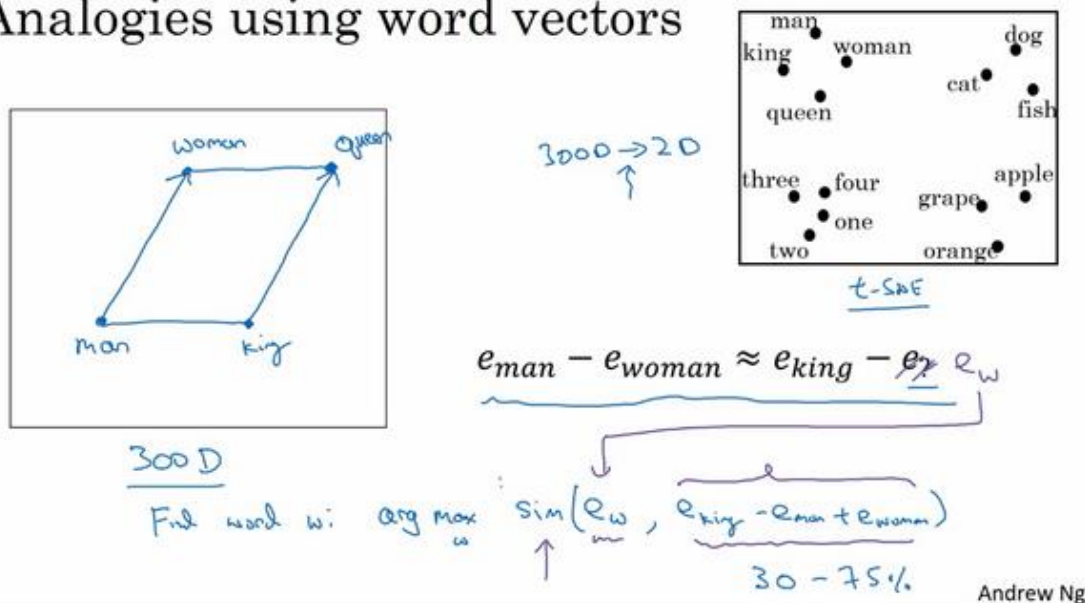 Analogies using word vectors
man
king
woman
queen
dog
cat
fish
three
four
one
two
grape
apple
orange
t-SNE
300D → 2D
woman
queen
man
king
300D
e_man − e_woman ≈ e_king − e_? e_w
Find word w: arg max_w sim(e_w, e_king - e_man + e_woman)
30 - 75%
Andrew Ng